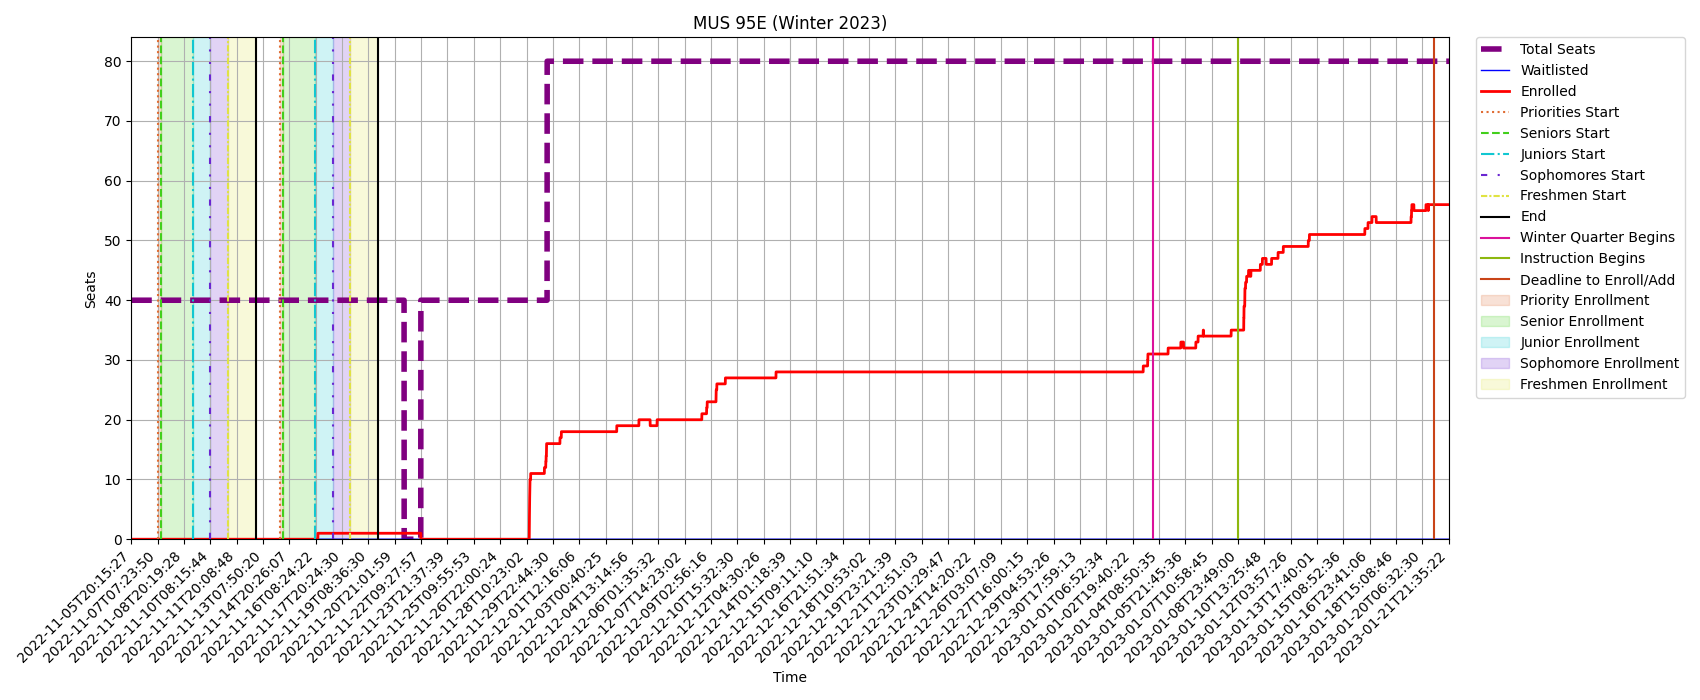 MUS 95E (Winter 2023)
Seats
80
70
60
50
40
30
20
10
0
2022-11-05T20:15:27
2022-11-07T07:23:50
2022-11-08T20:19:28
2022-11-10T08:15:44
2022-11-11T20:08:48
2022-11-13T07:50:26
2022-11-14T20:26:07
2022-11-16T08:24:22
2022-11-17T20:24:30
2022-11-19T08:36:30
2022-11-20T21:01:59
2022-11-22T09:27:57
2022-11-23T21:37:39
2022-11-25T09:55:53
2022-11-26T22:00:24
2022-11-28T10:23:02
2022-11-29T22:44:30
2022-12-01T12:16:06
2022-12-03T00:40:25
2022-12-04T13:14:56
2022-12-06T01:35:32
2022-12-07T14:23:02
2022-12-09T02:56:16
2022-12-10T15:32:30
2022-12-12T04:30:26
2022-12-14T01:18:39
2022-12-15T09:11:10
2022-12-16T21:51:34
2022-12-18T10:53:02
2022-12-19T23:21:39
2022-12-21T12:51:03
2022-12-23T01:29:47
2022-12-24T14:20:22
2022-12-26T03:07:09
2022-12-27T16:00:15
2022-12-29T04:53:26
2022-12-30T17:59:13
2023-01-01T06:52:34
2023-01-02T19:40:22
2023-01-04T08:50:35
2023-01-05T21:45:36
2023-01-07T10:58:45
2023-01-08T23:49:00
2023-01-10T13:25:48
2023-01-12T03:57:26
2023-01-13T17:40:01
2023-01-15T08:52:36
2023-01-16T23:41:06
2023-01-18T15:08:46
2023-01-20T06:32:30
2023-01-21T21:35:22
Time
Total Seats
Waitlisted
Enrolled
Priorities Start
Seniors Start
Juniors Start
Sophomores Start
Freshmen Start
End
Winter Quarter Begins
Instruction Begins
Deadline to Enroll/Add
Priority Enrollment
Senior Enrollment
Junior Enrollment
Sophomore Enrollment
Freshmen Enrollment